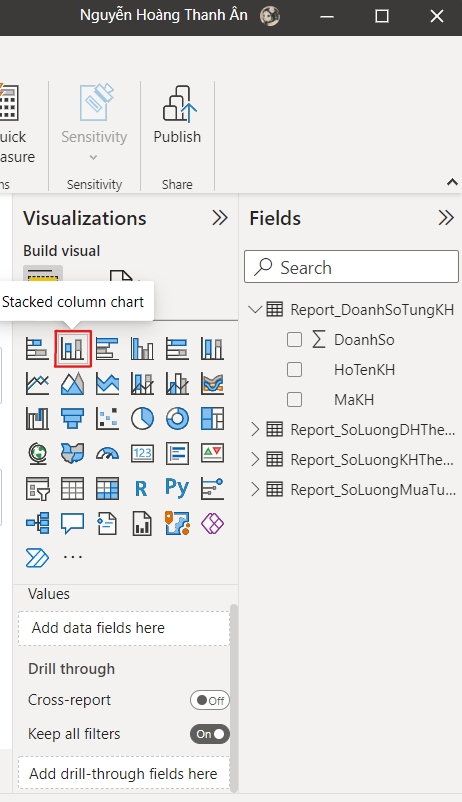 Nguyễn Hoàng Thanh Ân
uick
asure
ns
Sensitivity
Sensitivity
Publish
Share
Visualizations
Build visual
Stacked column chart
123
R
Py
...
Values
Add data fields here
Drill through
Cross-report
Off
Keep all filters
On
Add drill-through fields here
Fields
Search
Report_DoanhSoTungKH
DoanhSo
HoTenKH
MaKH
Report_SoLuongDHThe...
Report_SoLuongKHThe...
Report_SoLuongMuaTu...